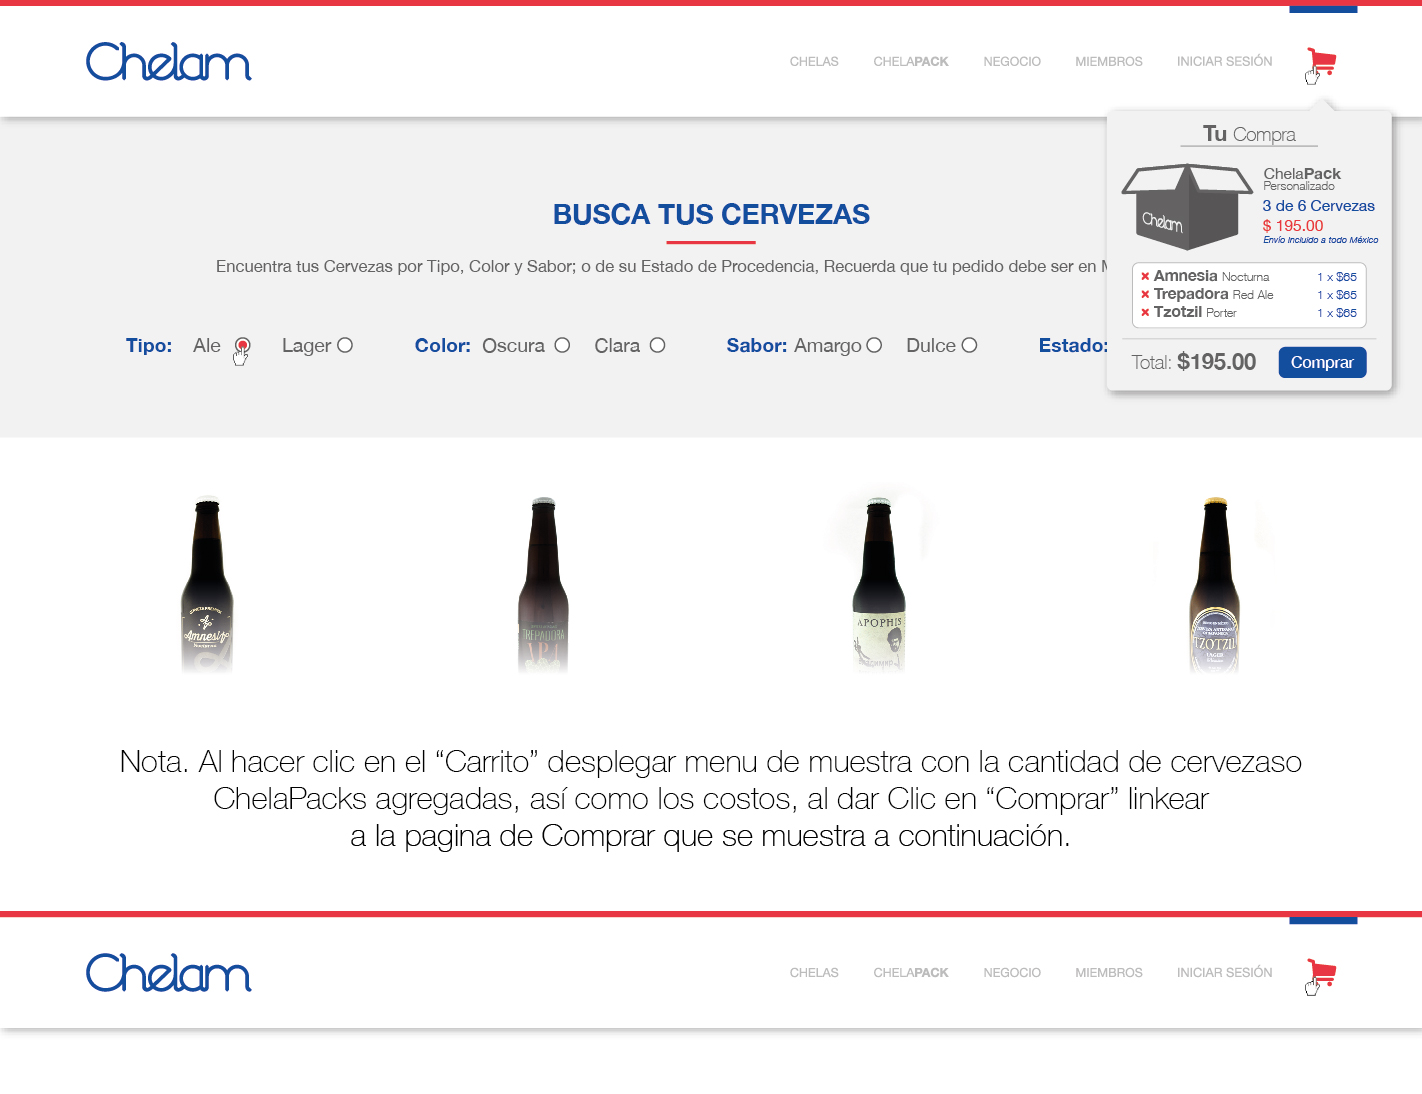 Chelam
CHELAS CHELAPACK NEGOCIO MIEMBROS INICIAR SESIÓN
Tu Compra
ChelaPack
Personalizado
3 de 6 Cervezas
$ 195.00
Envío incluido a todo México
Chelam
Amnesia Nocturna 1 x $65
Trepadora Red Ale 1 x $65
Tzotzil Porter 1 x $65
Total: $195.00 Comprar
BUSCA TUS CERVEZAS
Encuentra tus Cervezas por Tipo, Color y Sabor; o de su Estado de Procedencia, Recuerda que tu pedido debe ser en
Tipo: Ale Lager Color: Oscura Clara Sabor: Amargo Dulce Estado:
Amnesia
TREPADORA
APOPHIS
TZOTZIL
LAGER
Nota. Al hacer clic en el “Carrito” desplegar menu de muestra con la cantidad de cervezaso
ChelaPacks agregadas, así como los costos, al dar Clic en “Comprar” linkear
a la pagina de Comprar que se muestra a continuación.
Chelam
CHELAS CHELAPACK NEGOCIO MIEMBROS INICIAR SESIÓN